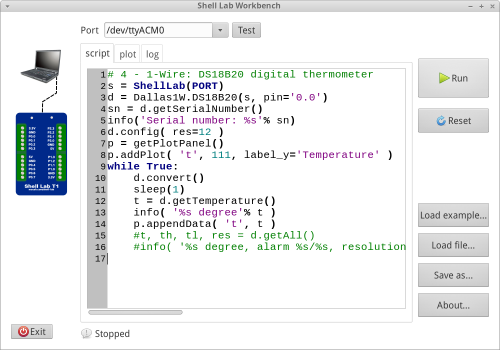 Shell Lab Workbench
Port /dev/ttyACM0 Test
script plot log
1 # 4 - 1-Wire: DS18B20 digital thermometer
2 s = ShellLab(PORT)
3 d = Dallas1W.DS18B20(s, pin='0.0')
4 sn = d.getSerialNumber()
5 info('Serial number: %s'% sn)
6 d.config( res=12 )
7 p = getPlotPanel()
8 p.addPlot( 't', 111, label_y='Temperature' )
9 while True:
10 d.convert()
11 sleep(1)
12 t = d.getTemperature()
13 info( '%s degree'% t )
14 p.appendData( 't', t )
15 #t, th, tl, res = d.getAll()
16 #info( '%s degree, alarm %s/%s, resolution
17
Shell Lab T1
Run
Reset
Load example...
Load file...
Save as...
About...
Exit
Stopped